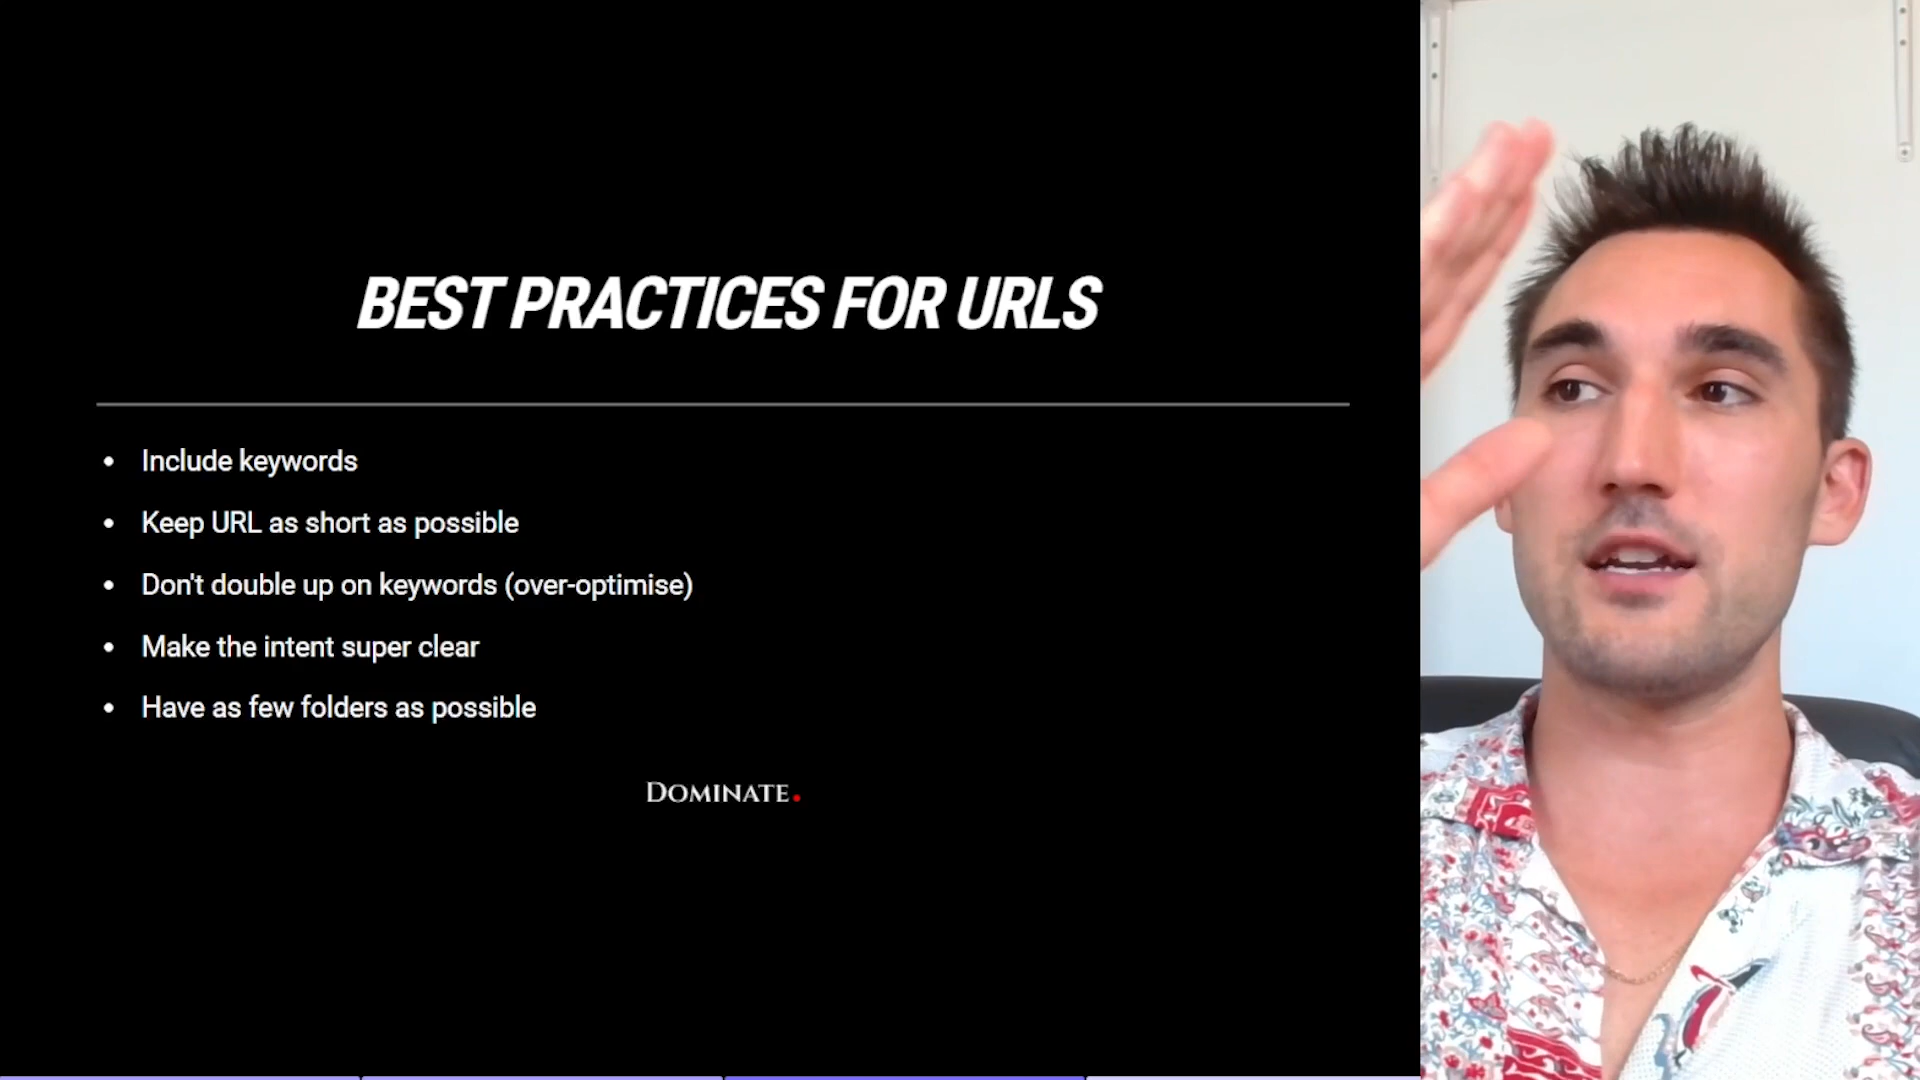 BEST PRACTICES FOR URLS
Include keywords
Keep URL as short as possible
Don't double up on keywords (over-optimise)
Make the intent super clear
Have as few folders as possible
DOMINATE.